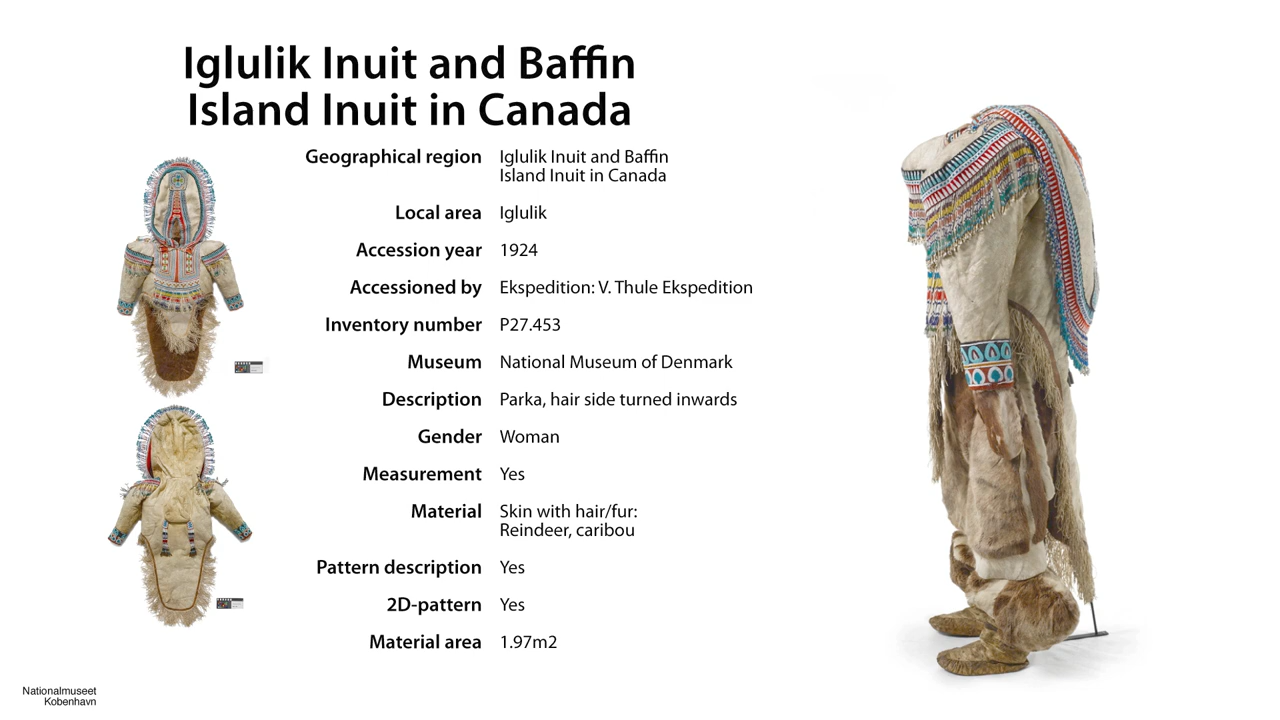 Iglulik Inuit and Baffin
Island Inuit in Canada
Geographical region Iglulik Inuit and Baffin
Island Inuit in Canada
Local area Iglulik
Accession year 1924
Accessioned by Ekspedition: V. Thule Ekspedition
Inventory number P27.453
Museum National Museum of Denmark
Description Parka, hair side turned inwards
Gender Woman
Measurement Yes
Material Skin with hair/fur:
Reindeer, caribou
Pattern description Yes
2D-pattern Yes
Material area 1.97m2
Nationalmuseet
Kobenhavn